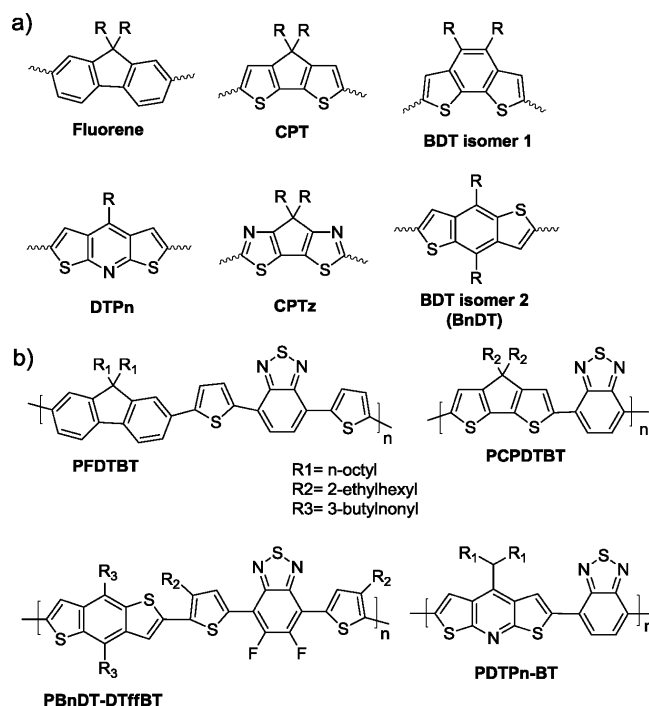 a)
R R
Fluorene
R R
S S
CPT
R R
S S
BDT isomer 1
R
S N S
DTPn
R R
N N
S S
CPTz
R
S
S
R
BDT isomer 2
(BnDT)
b)
R1 R1
S
N N
S S
n
PFDTBT
R2 R2
S
N N
S S
n
PCPDTBT
R1= n-octyl
R2= 2-ethylhexyl
R3= 3-butylnonyl
R3
R2
S
N N
R2
S
S S S
F F
R3
n
PBnDT-DTffBT
R1 R1
S
N N
S N S
n
PDTPn-BT